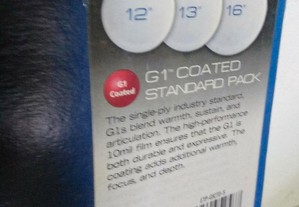 12" 13" 16"
G1
Coated
G1™ COATED
STANDARD PACK
The single-ply industry standard,
G1s blend warmth, sustain, and
articulation. The high-performance
10mil film ensures that the G1 is
both durable and expressive. The
coating adds additional warmth,
focus, and depth.